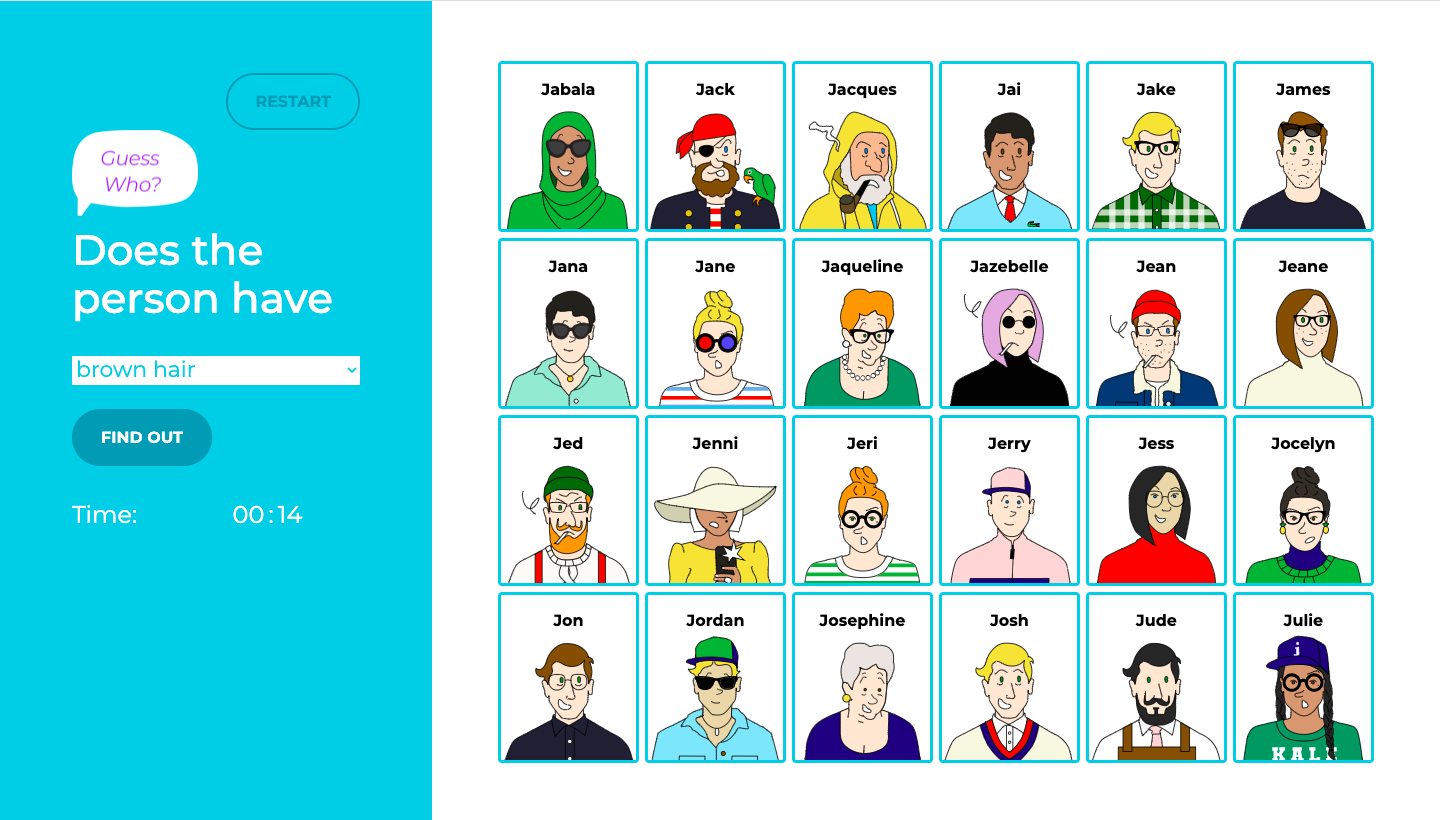 RESTART
Guess
Who?
Does the
person have
brown hair
FIND OUT
Time: 00:14
Jabala Jack Jacques Jai Jake James
Jana Jane Jaqueline Jazebelle Jean Jeane
Jed Jenni Jeri Jerry Jess Jocelyn
Jon Jordan Josephine Josh Jude Julie
j